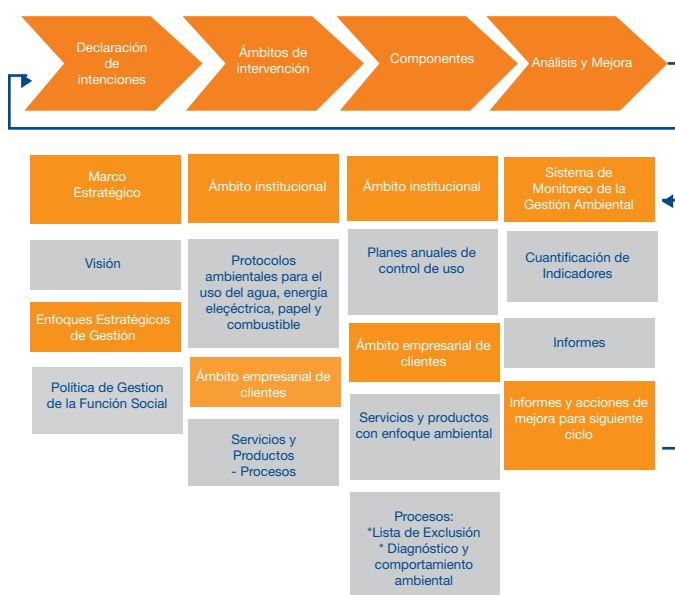 Declaración
de
intenciones
Ámbitos de
intervención
Componentes
Análisis y Mejora
Marco
Estratégico
Visión
Enfoques Estratégicos
de Gestión
Política de Gestion
de la Función Social
Ámbito institucional
Protocolos
ambientales para el
uso del agua, energía
eleçéctrica, papel y
combustible
Ámbito empresarial de
clientes
Servicios y
Productos
- Procesos
Ámbito institucional
Planes anuales de
control de uso
Ámbito empresarial de
clientes
Servicios y productos
con enfoque ambiental
Procesos:
*Lista de Exclusión
* Diagnóstico y
comportamiento
ambiental
Sistema de
Monitoreo de la
Gestión Ambiental
Cuantificación de
Indicadores
Informes
Informes y acciones de
mejora para siguiente
ciclo